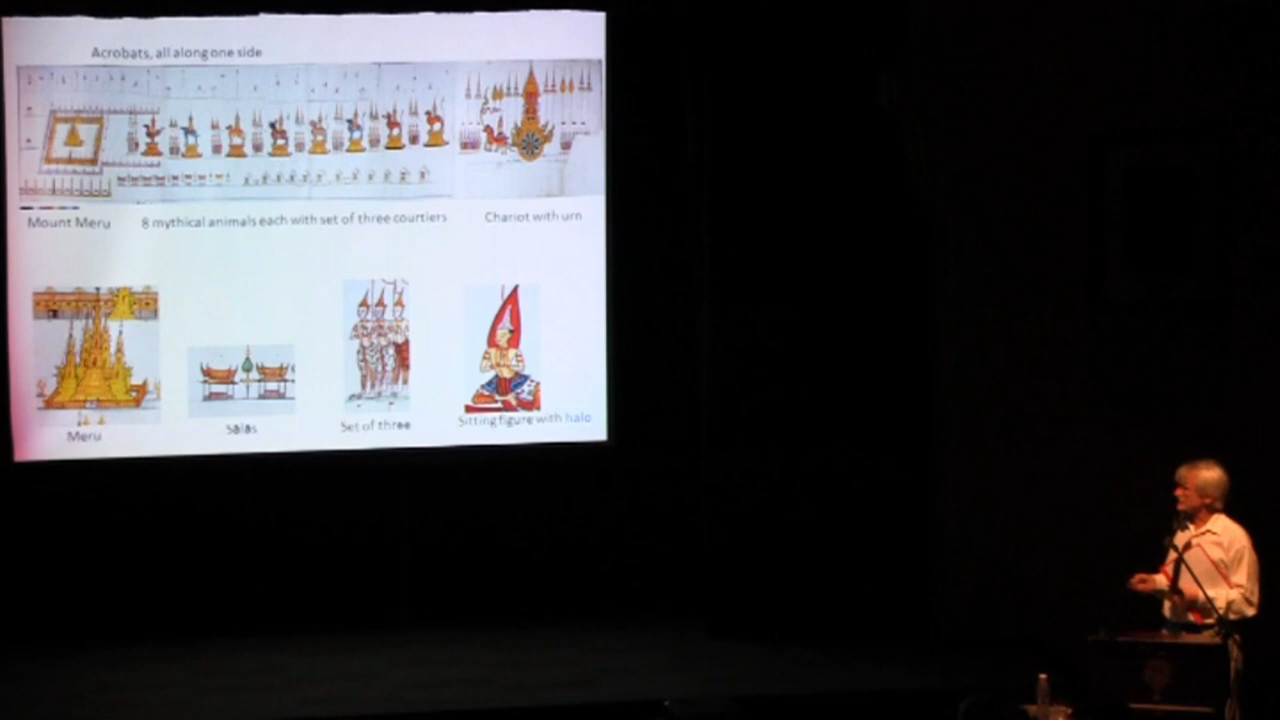 Acrobats, all along one side
Mount Meru
8 mythical animals each with set of three courtiers
Chariot with urn
Meru
Salas
Set of three
Sitting figure with halo